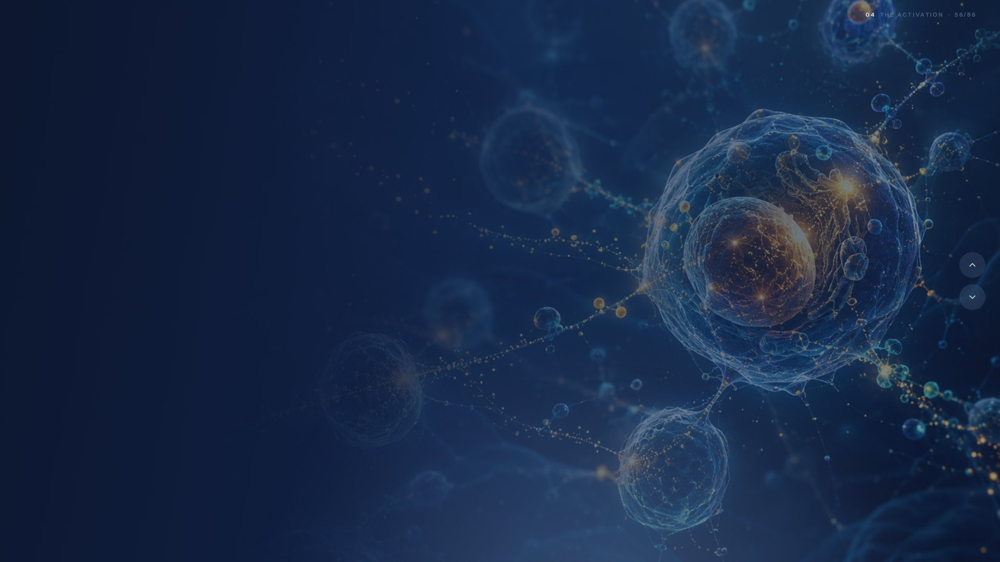 04 THE ACTIVATION · 56/86